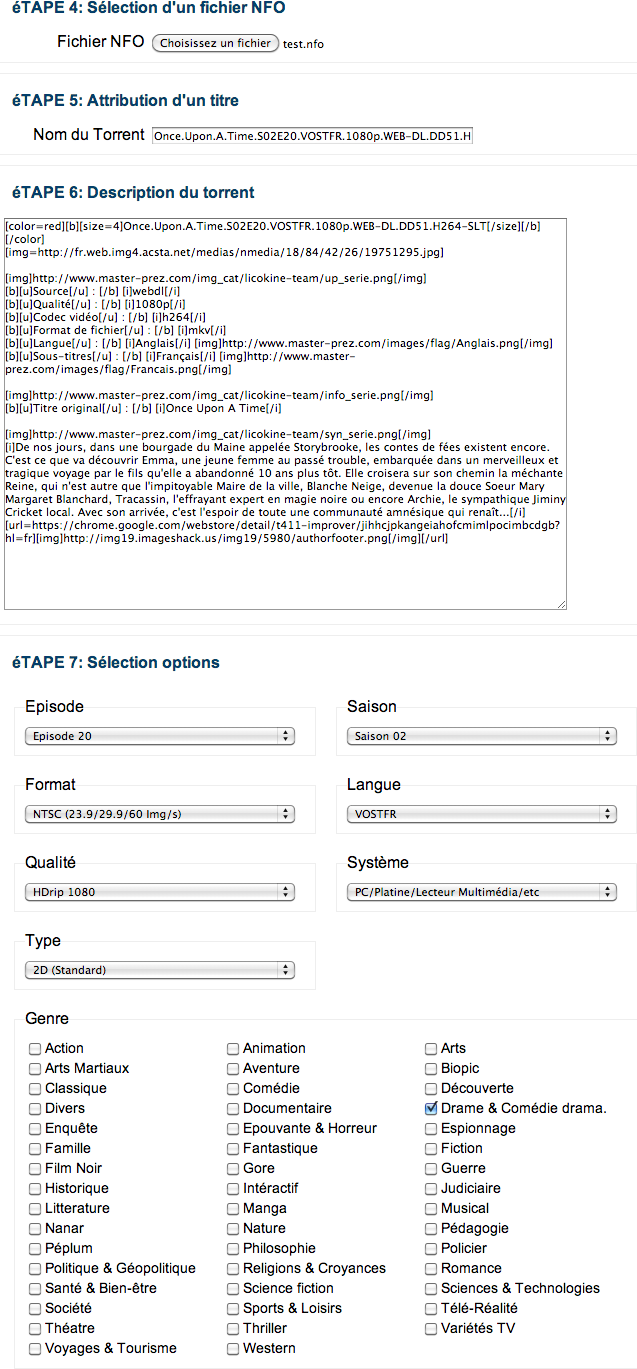 éTAPE 4: Sélection d'un fichier NFO
Fichier NFO Choisissez un fichier test.nfo
éTAPE 5: Attribution d'un titre
Nom du Torrent Once.Upon.A.Time.S02E20.VOSTFR.1080p.WEB-DL.DD51.H
éTAPE 6: Description du torrent
[color=red][b][size=4]Once.Upon.A.Time.S02E20.VOSTFR.1080p.WEB-DL.DD51.H264-SLT[/size][/b]
[/color]
[img=http://fr.web.img4.acsta.net/medias/nmedia/18/84/42/26/19751295.jpg]
[img]http://www.master-prez.com/img_cat/licokine-team/up_serie.png[/img]
[b][u]Source[/u] : [/b] [i]webdl[/i]
[b][u]Qualité[/u] : [/b] [i]1080p[/i]
[b][u]Codec vidéo[/u] : [/b] [i]h264[/i]
[b][u]Format de fichier[/u] : [/b] [i]mkv[/i]
[b][u]Langue[/u] : [/b] [i]Anglais[/i] [img]http://www.master-prez.com/images/flag/Anglais.png[/img]
[b][u]Sous-titres[/u] : [/b] [i]Français[/i] [img]http://www.master-
prez.com/images/flag/Francais.png[/img]
[img]http://www.master-prez.com/img_cat/licokine-team/info_serie.png[/img]
[b][u]Titre original[/u] : [/b] [i]Once Upon A Time[/i]
[img]http://www.master-prez.com/img_cat/licokine-team/syn_serie.png[/img]
[i]De nos jours, dans une bourgade du Maine appelée Storybrooke, les contes de fées existent encore.
C'est ce que va découvrir Emma, une jeune femme au passé trouble, embarquée dans un merveilleux et
tragique voyage par le fils qu'elle a abandonné 10 ans plus tôt. Elle croisera sur son chemin la méchante
Reine, qui n'est autre que l'impitoyable Maire de la ville, Blanche Neige, devenue la douce Soeur Mary
Margaret Blanchard, Tracassin, l'effrayant expert en magie noire ou encore Archie, le sympathique Jiminy
Cricket local. Avec son arrivée, c'est l'espoir de toute une communauté amnésique qui renaît...[/i]
[url=https://chrome.google.com/webstore/detail/t411-improver/jihhcjpkangeiahofcmimlpocimbcdgb?
hl=fr][img]http://img19.imageshack.us/img19/5980/authorfooter.png[/img][/url]
éTAPE 7: Sélection options
Episode Saison
Episode 20 Saison 02
Format Langue
NTSC (23.9/29.9/60 Img/s) VOSTFR
Qualité Système
HDrip 1080 PC/Platine/Lecteur Multimédia/etc
Type
2D (Standard)
Genre
Action Animation Arts
Arts Martiaux Aventure Biopic
Classique Comédie Découverte
Divers Documentaire Drame & Comédie drama.
Enquête Epouvante & Horreur Espionnage
Famille Fantastique Fiction
Film Noir Gore Guerre
Historique Intéractif Judiciaire
Litterature Manga Musical
Nanar Nature Pédagogie
Péplum Philosophie Policier
Politique & Géopolitique Religions & Croyances Romance
Santé & Bien-être Science fiction Sciences & Technologies
Société Sports & Loisirs Télé-Réalité
Théatre Thriller Variétés TV
Voyages & Tourisme Western